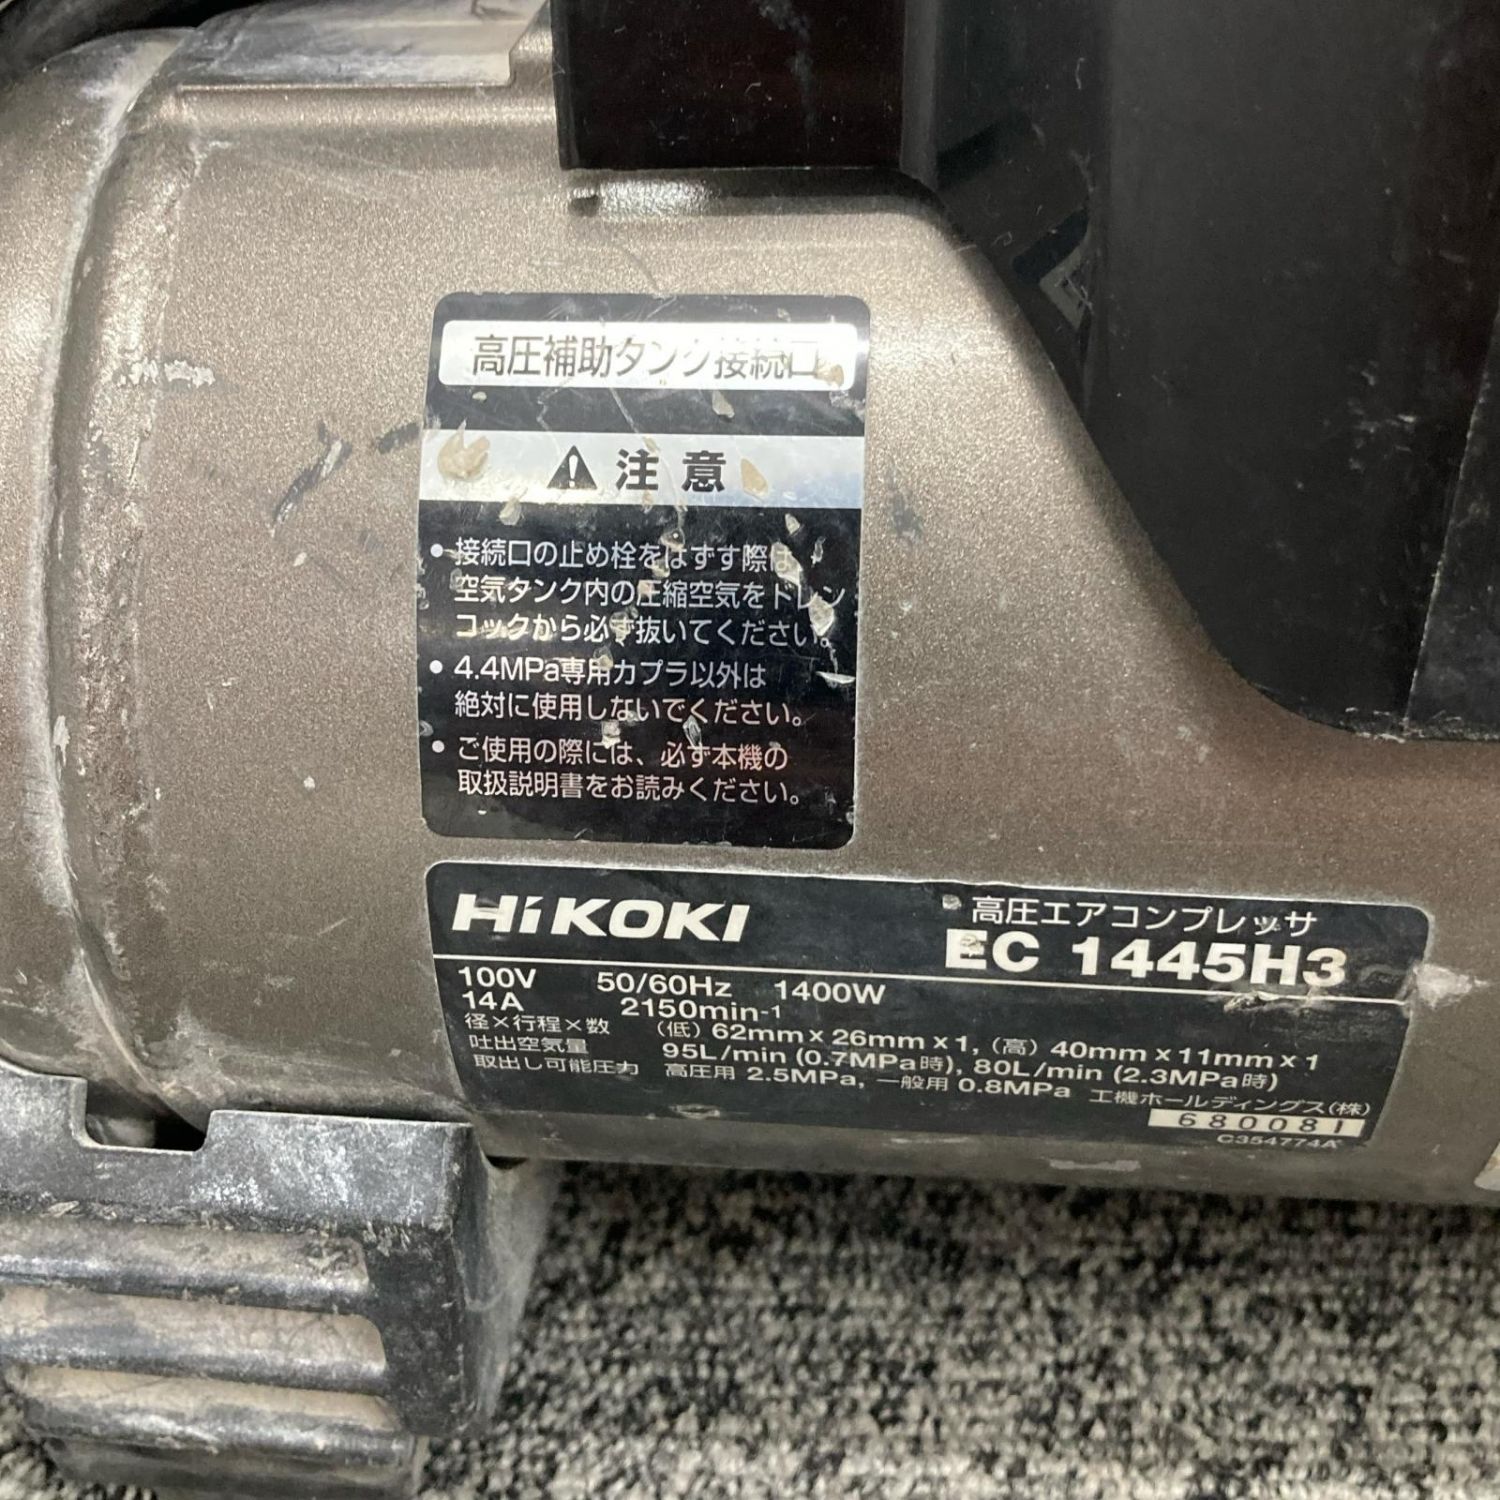 高圧補助タンク接続口
注意
• 接続口の止め栓をはずす際は、
空気タンク内の圧縮空気をドレン
コックから必ず抜いてください。
• 4.4MPa専用カプラ以外は
絶対に使用しないでください。
• ご使用の際には、必ず本機の
取扱説明書をお読みください。
HiKOKI
高圧エアコンプレッサ
EC 1445H3
100V 50/60Hz 1400W
14A 2150min-1
径×行程×数 (低) 62mm×26mm×1, (高) 40mm×11mm×1
吐出空気量 95L/min (0.7MPa時), 80L/min (2.3MPa時)
取出し可能圧力 高圧用 2.5MPa, 一般用 0.8MPa 工機ホールディングス(株)
680081
C354774A